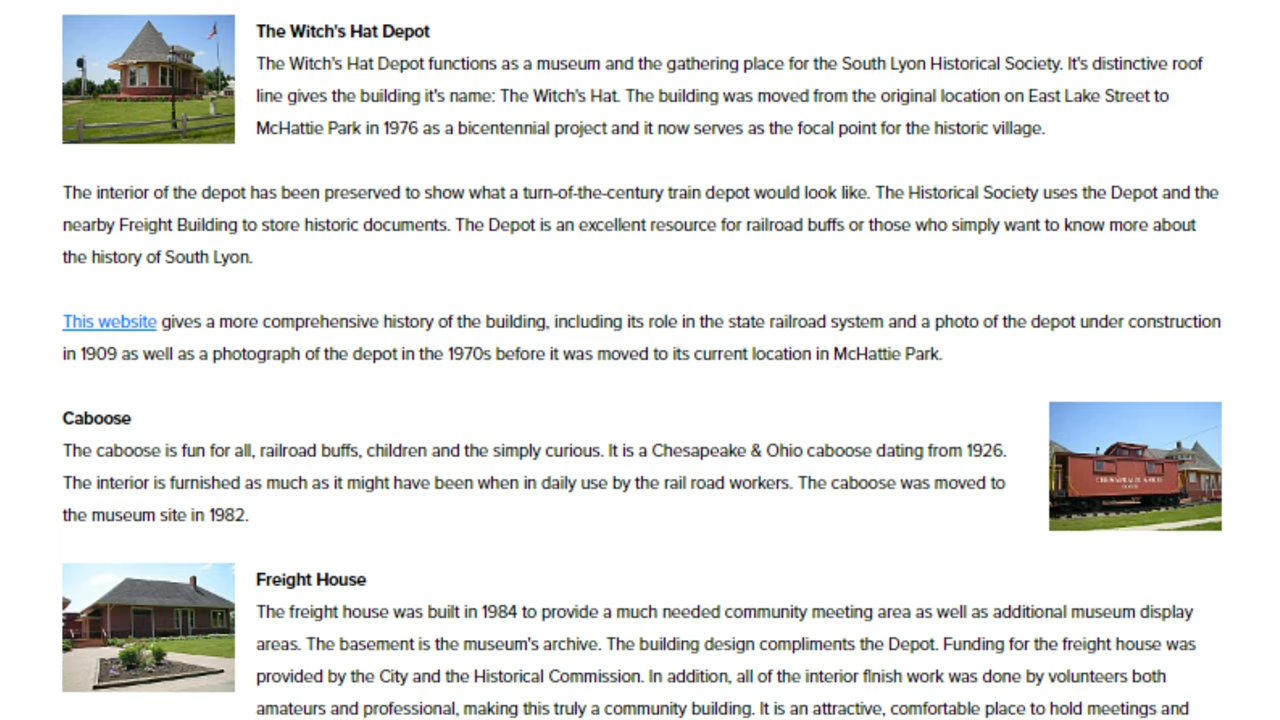 The Witch's Hat Depot
The Witch's Hat Depot functions as a museum and the gathering place for the South Lyon Historical Society. It's distinctive roof
line gives the building it's name: The Witch's Hat. The building was moved from the original location on East Lake Street to
McHattie Park in 1976 as a bicentennial project and it now serves as the focal point for the historic village.
The interior of the depot has been preserved to show what a turn-of-the-century train depot would look like. The Historical Society uses the Depot and the
nearby Freight Building to store historic documents. The Depot is an excellent resource for railroad buffs or those who simply want to know more about
the history of South Lyon.
This website gives a more comprehensive history of the building, including its role in the state railroad system and a photo of the depot under construction
in 1909 as well as a photograph of the depot in the 1970s before it was moved to its current location in McHattie Park.
Caboose
The caboose is fun for all, railroad buffs, children and the simply curious. It is a Chesapeake & Ohio caboose dating from 1926.
The interior is furnished as much as it might have been when in daily use by the rail road workers. The caboose was moved to
the museum site in 1982.
CHESAPEAKE & OHIO
Freight House
The freight house was built in 1984 to provide a much needed community meeting area as well as additional museum display
areas. The basement is the museum's archive. The building design compliments the Depot. Funding for the freight house was
provided by the City and the Historical Commission. In addition, all of the interior finish work was done by volunteers both
amateurs and professional, making this truly a community building. It is an attractive, comfortable place to hold meetings and